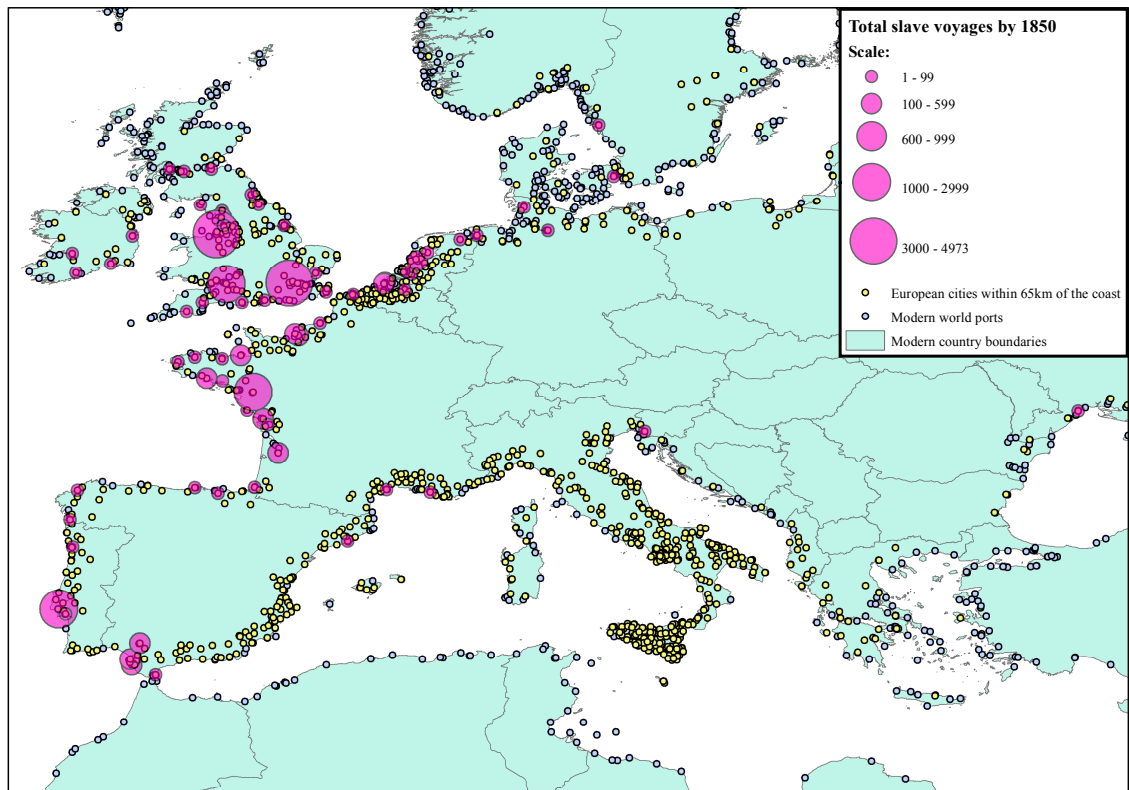 Total slave voyages by 1850
Scale:
1 - 99
100 - 599
600 - 999
1000 - 2999
3000 - 4973
European cities within 65km of the coast
Modern world ports
Modern country boundaries